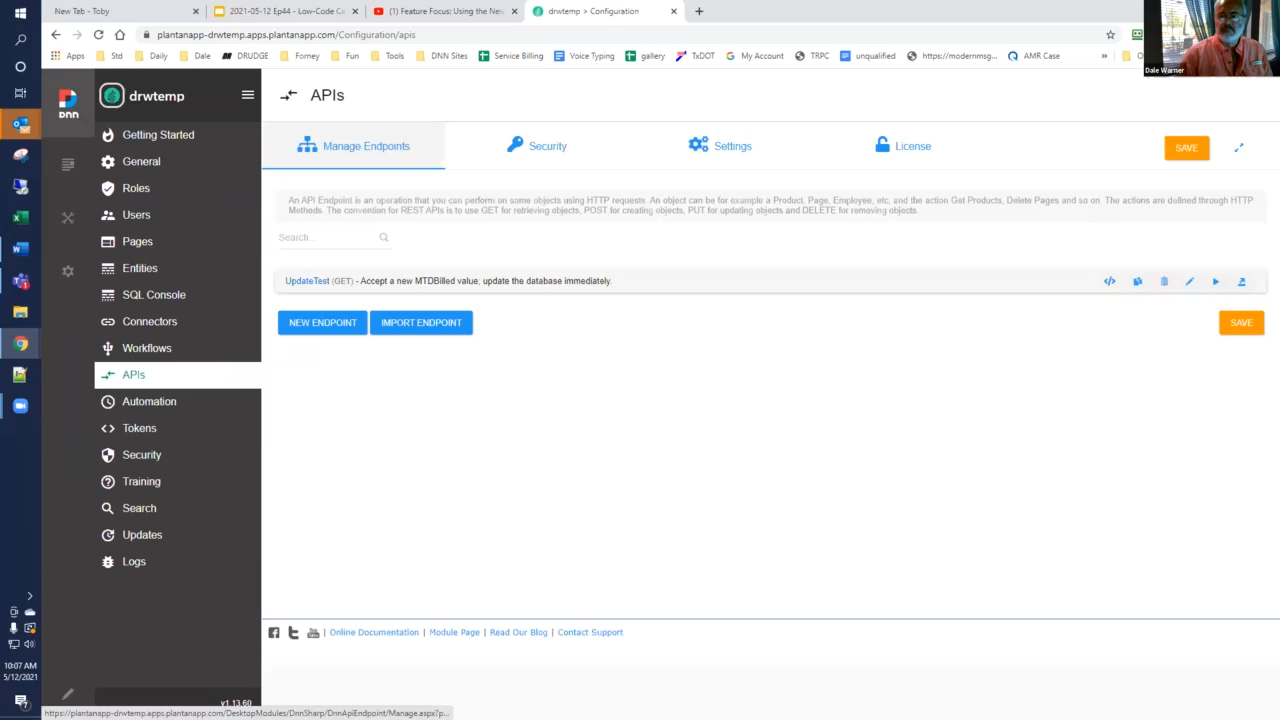 New Tab - Toby
2021-05-12 Ep44 - Low-Code Co
(1) Feature Focus: Using the New
drwtemp > Configuration
plantanapp-drwtemp.apps.plantanapp.com/Configuration/apis
Apps
Std
Daily
Dale
DRUDGE
Forney
Fun
Tools
DNN Sites
Service Billing
Voice Typing
gallery
TxDOT
My Account
TRPC
unqualified
https://modernmsg...
AMR Case
»
Dale Warner
DNN
drwtemp
APIs
Getting Started
General
Roles
Users
Pages
Entities
SQL Console
Connectors
Workflows
APIs
Automation
Tokens
Security
Training
Search
Updates
Logs
v1.13.60
Manage Endpoints
Security
Settings
License
SAVE
An API Endpoint is an operation that you can perform on some objects using HTTP requests. An object can be for example a Product, Page, Employee, etc, and the action Get Products, Delete Pages and so on. The actions are defined through HTTP
Methods. The convention for REST APIs is to use GET for retrieving objects, POST for creating objects, PUT for updating objects and DELETE for removing objects.
Search...
UpdateTest (GET) - Accept a new MTDBilled value; update the database immediately.
NEW ENDPOINT
IMPORT ENDPOINT
SAVE
| Online Documentation | Module Page | Read Our Blog | Contact Support
10:07 AM
5/12/2021
https://plantanapp-drwtemp.apps.plantanapp.com/DesktopModules/DnnSharp/DnnApiEndpoint/Manage.aspx?p...